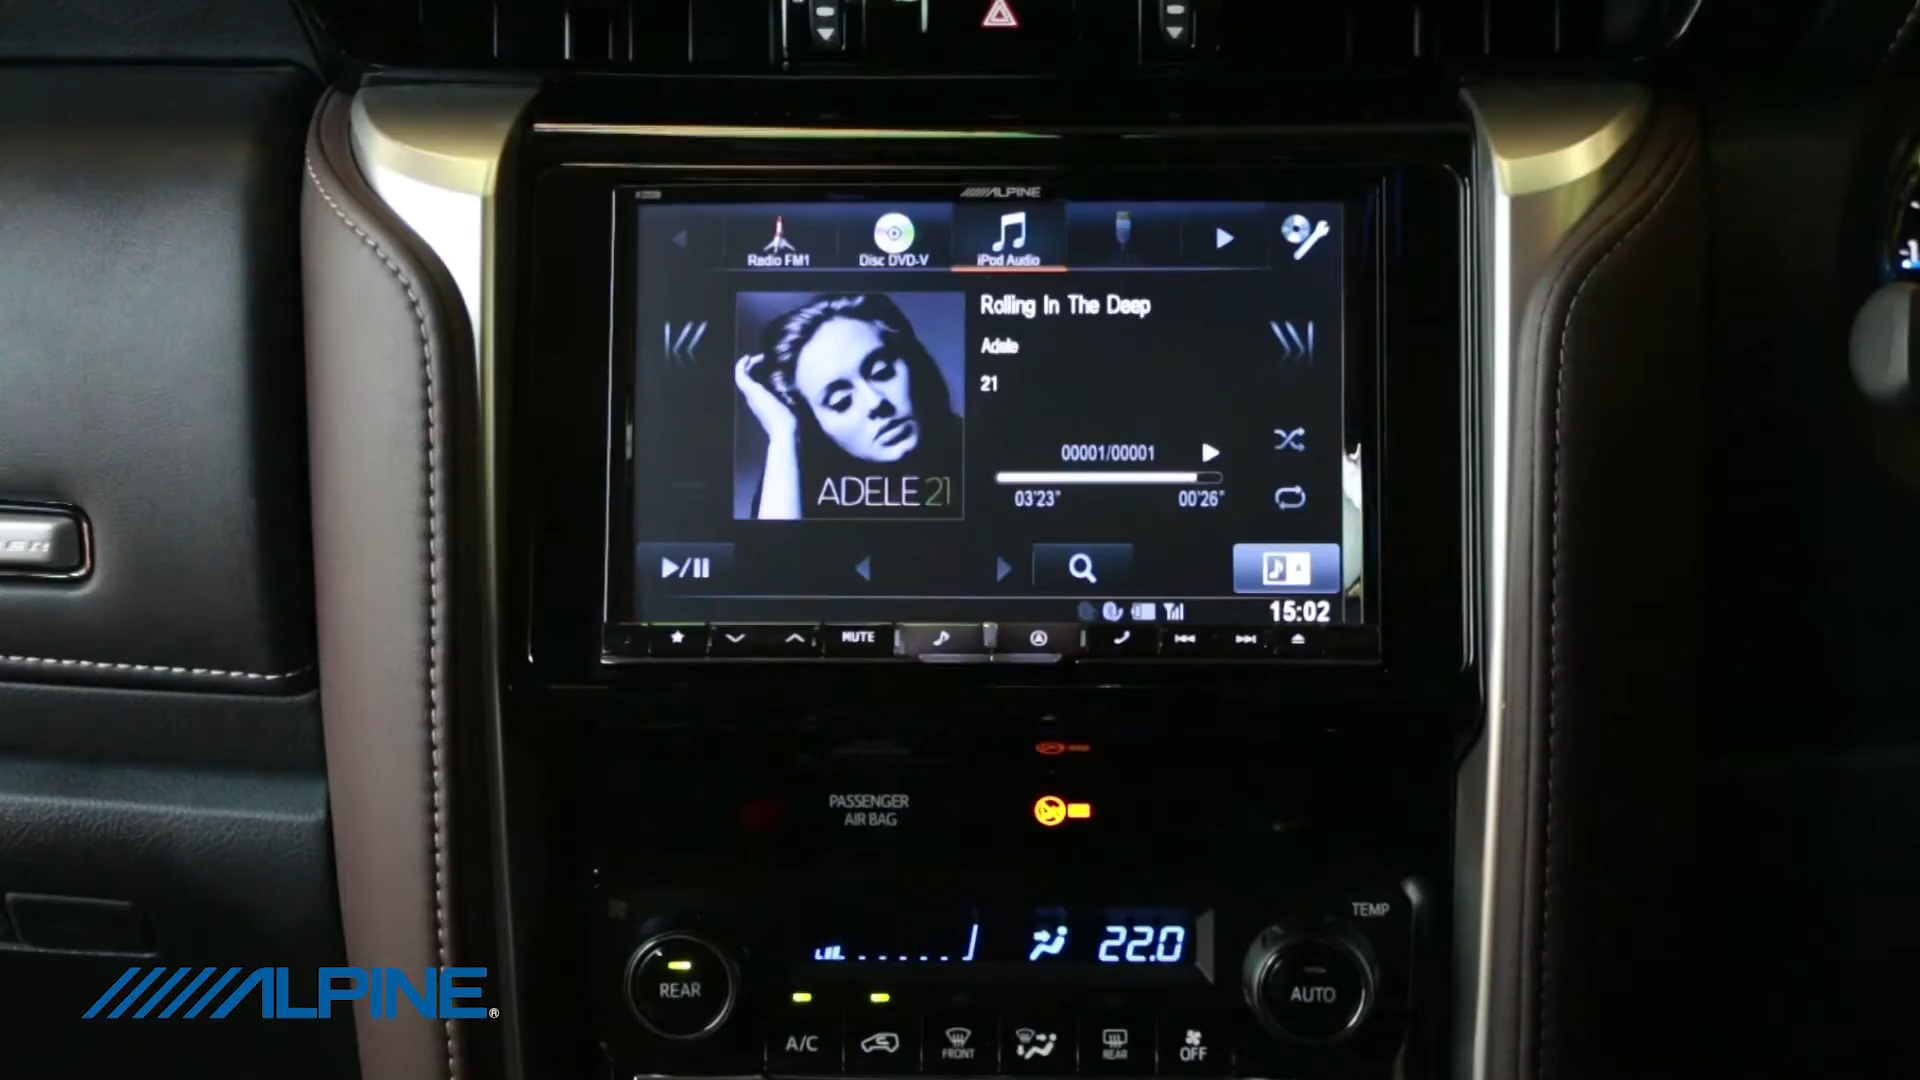 ALPINE
Radio FM1
Disc DVD-V
iPod Audio
Rolling In The Deep
Adele
21
ADELE 21
00001/00001
03'23"
00'26"
15:02
MUTE
PASSENGER
AIR BAG
TEMP
22.0
REAR
AUTO
A/C
FRONT
REAR
OFF
ALPINE®